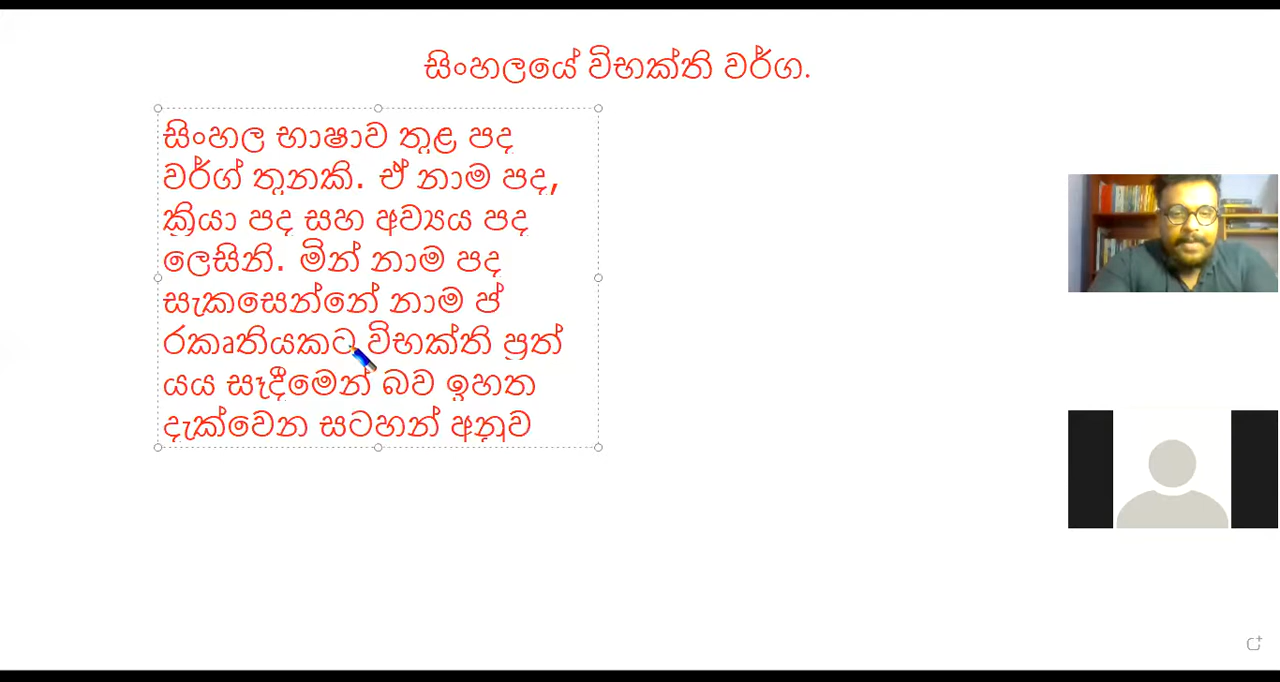 සිංහලයේ විභක්ති වර්ග.
සිංහල භාෂාව තුළ පද
වර්ග් තුනකි. ඒ නාම පද,
ක්‍රියා පද සහ අව්‍යය පද
ලෙසිනි. මින් නාම පද
සැකසෙන්නේ නාම ප්
රකෘතියකට විභක්ති ප්‍රත්
යය සෑදීමෙන් බව ඉහත
දැක්වෙන සටහන් අනුව